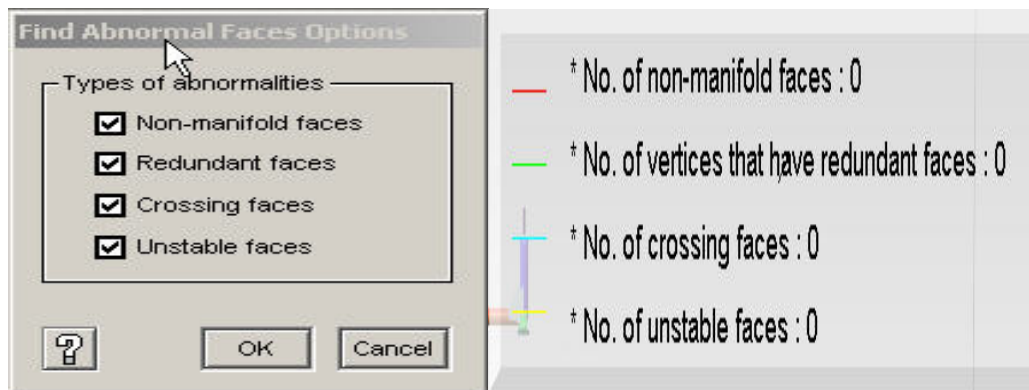 Find Abnormal Faces Options
Types of abnormalities
Non-manifold faces
Redundant faces
Crossing faces
Unstable faces
?
OK
Cancel
* No. of non-manifold faces : 0
* No. of vertices that have redundant faces : 0
* No. of crossing faces : 0
* No. of unstable faces : 0